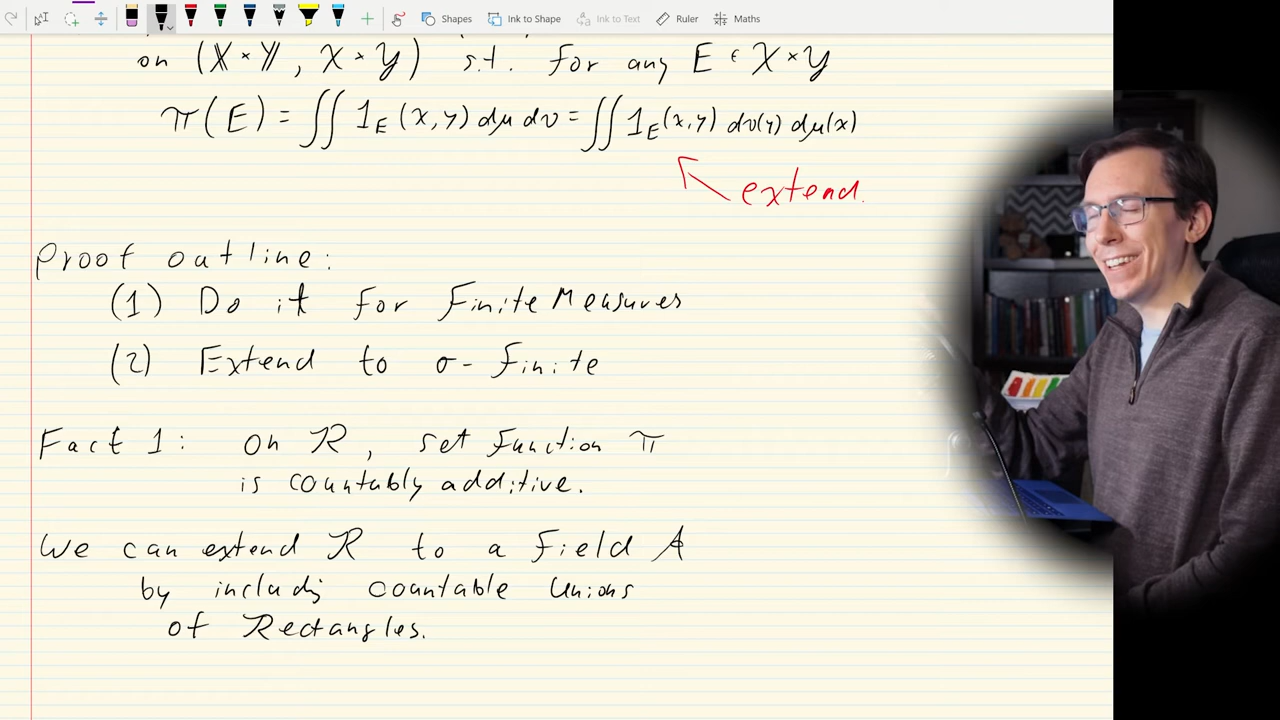 Shapes Ink to Shape Ink to Text Ruler Maths
on (𝕏×𝕐, 𝒳×𝒴) s.t. for any E ∈ 𝒳×𝒴
π(E) = ∬ 1_E (x,y) dμ dν = ∬ 1_E(x,y) dν(y) dμ(x)
extend.
Proof outline:
(1) Do it for Finite Measures
(2) Extend to σ-finite
Fact 1: on ℛ, set function π
is countably additive.
We can extend ℛ to a field 𝔸
by includig countable unions
of Rectangles.